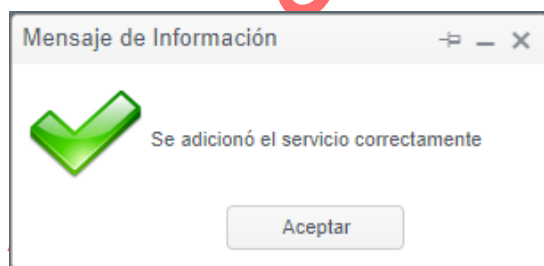 Mensaje de Información
Se adicionó el servicio correctamente
Aceptar